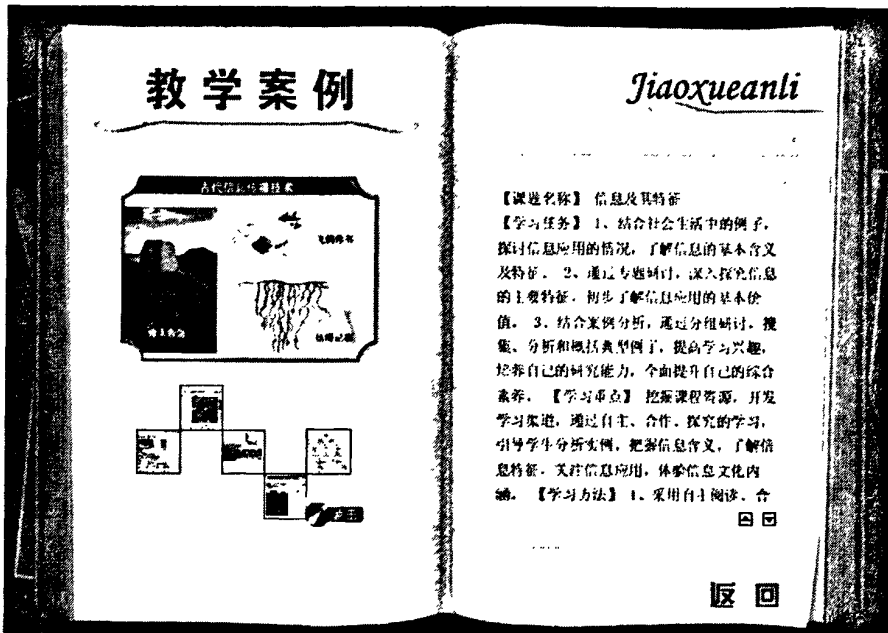 教学案例
古代信息传播技术
飞鸽传书
烽火告急
结绳记事
Jiaoxueanli
【课题名称】 信息及其特征
【学习任务】 1、结合社会生活中的例子，
探讨信息应用的情况，了解信息的基本含义
及特征。 2、通过专题研讨，深入探究信息
的主要特征，初步了解信息应用的基本价
值。 3、结合案例分析，通过分组研讨，搜
集、分析和概括典型例子，提高学习兴趣，
培养自己的研究能力，全面提升自己的综合
素养。 【学习重点】 挖掘课程资源，开发
学习渠道，通过自主、合作、探究的学习，
引导学生分析实例，把握信息含义，了解信
息特征，关注信息应用，体验信息文化内
涵。 【学习方法】 1、采用自主阅读、合
返 回